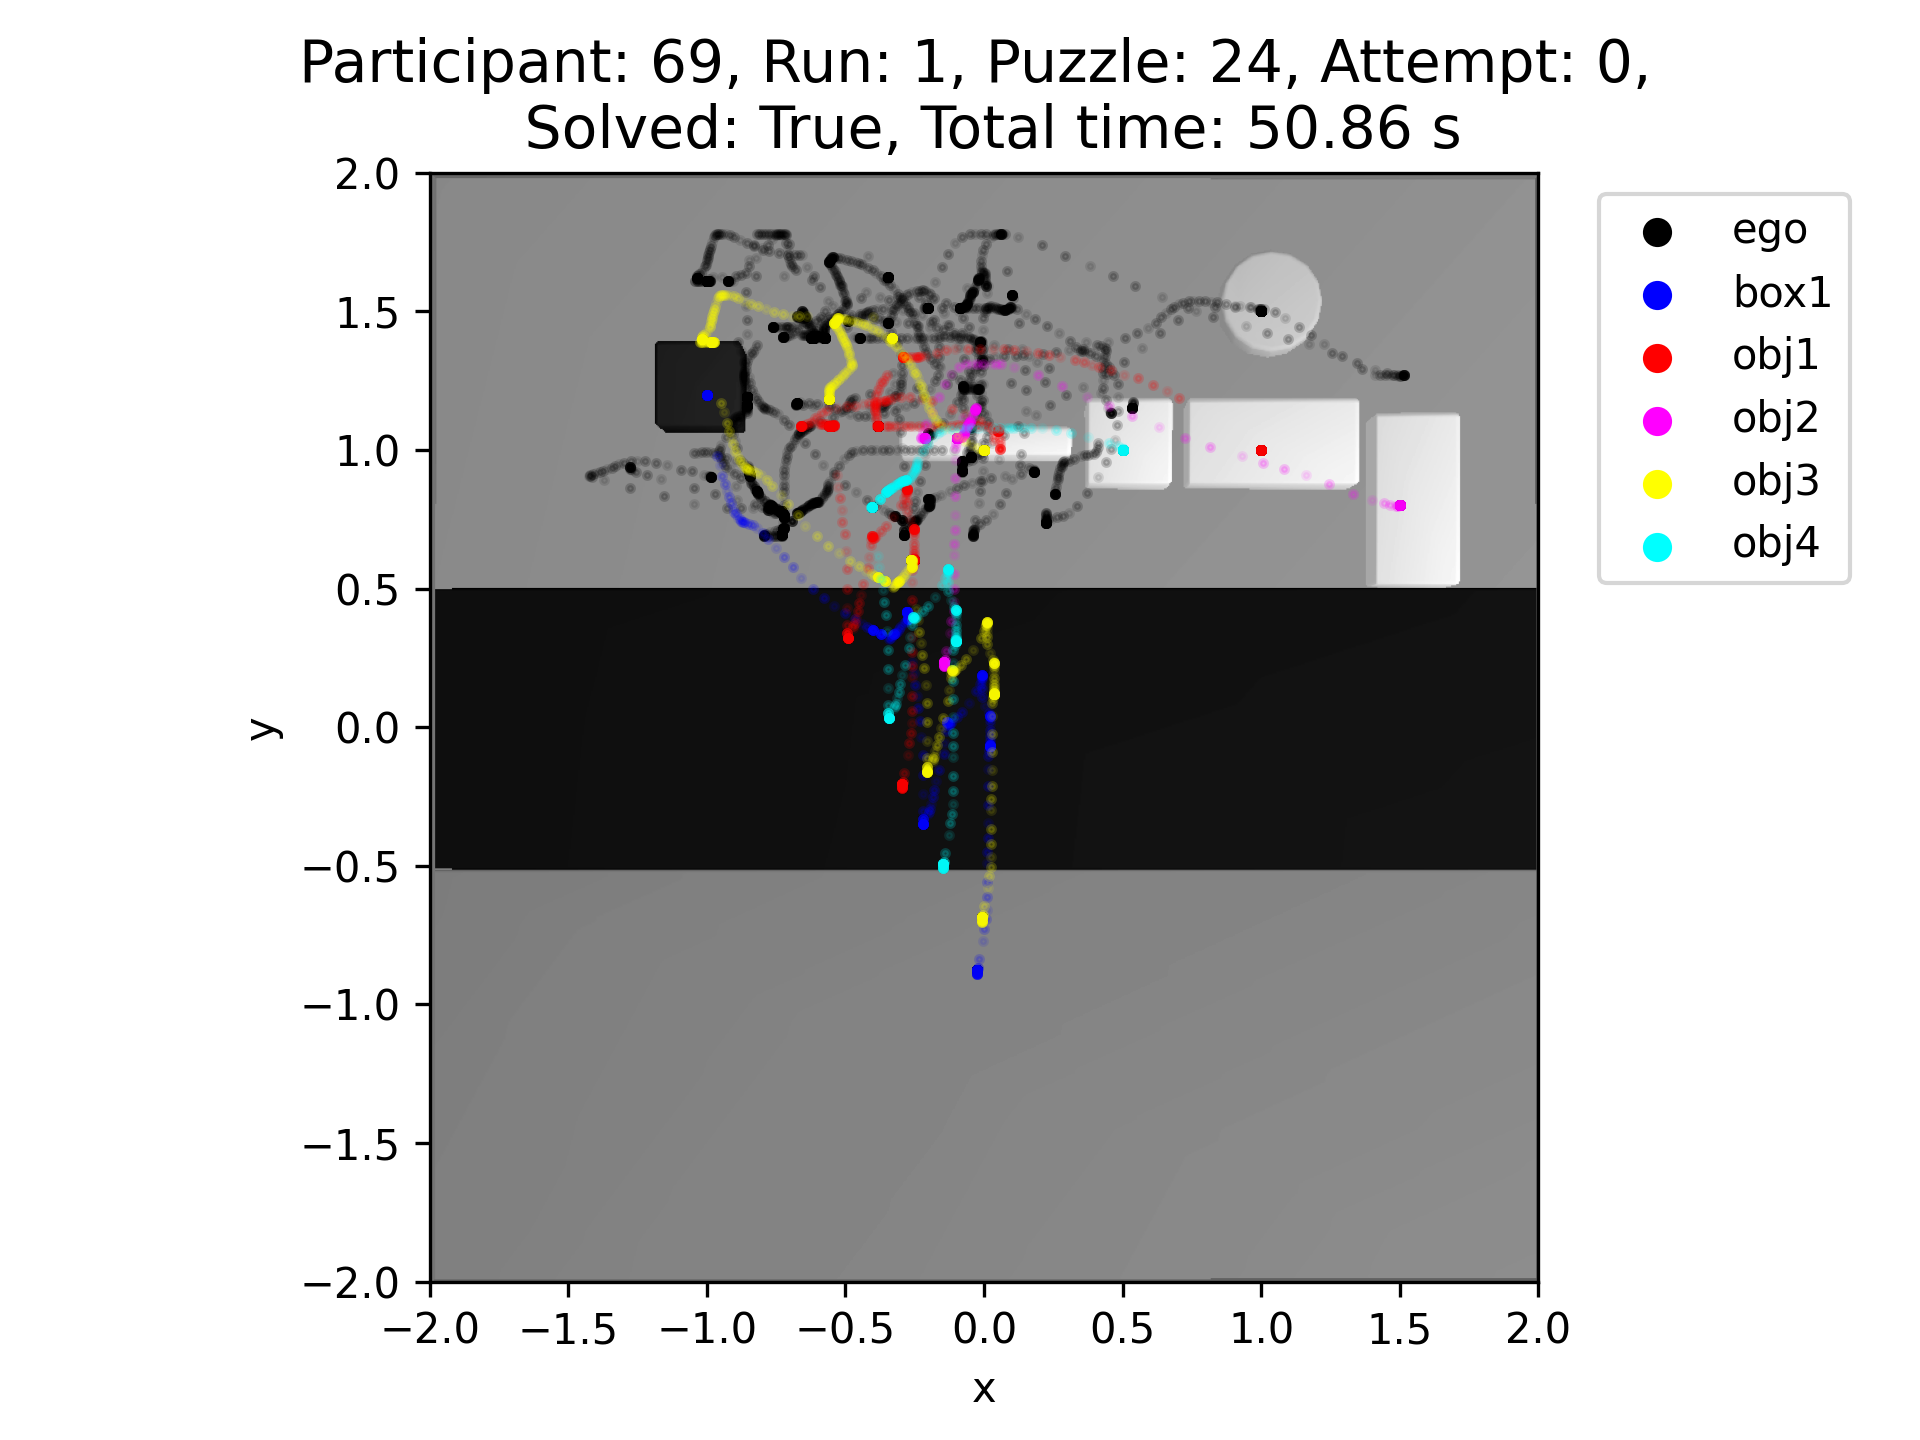 Participant: 69, Run: 1, Puzzle: 24, Attempt: 0,
Solved: True, Total time: 50.86 s
2.0
1.5
1.0
0.5
0.0
−0.5
−1.0
−1.5
−2.0
y
−2.0 −1.5 −1.0 −0.5 0.0 0.5 1.0 1.5 2.0
x
ego
box1
obj1
obj2
obj3
obj4